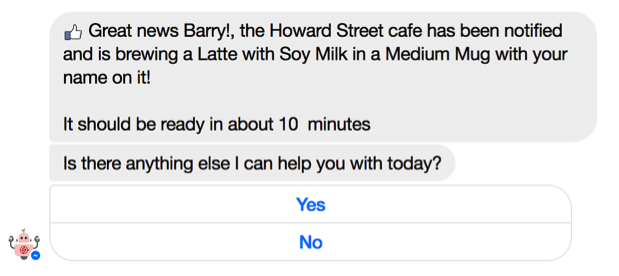 👍 Great news Barry!, the Howard Street cafe has been notified
and is brewing a Latte with Soy Milk in a Medium Mug with your
name on it!
It should be ready in about 10  minutes
Is there anything else I can help you with today?
Yes
No